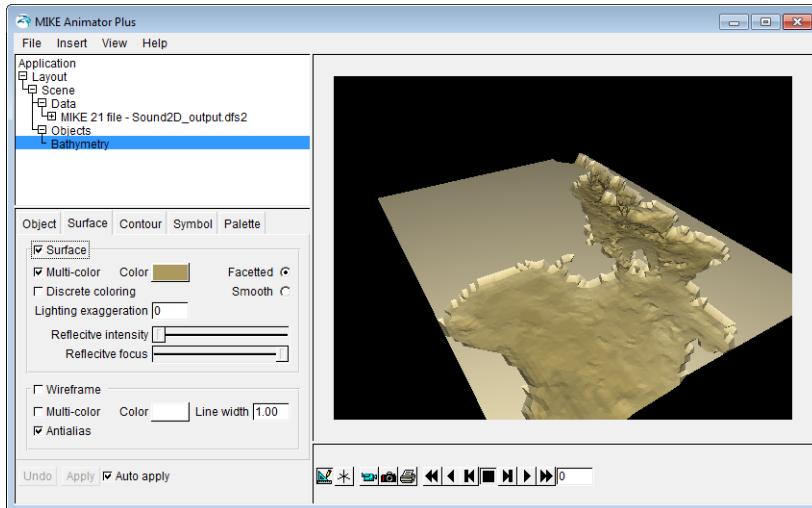 MIKE Animator Plus
File Insert View Help
Application
Layout
Scene
Data
MIKE 21 file - Sound2D_output.dfs2
Objects
Bathymetry
Object Surface Contour Symbol Palette
Surface
Multi-color Color Facetted
Discrete coloring Smooth
Lighting exaggeration 0
Reflecitve intensity
Reflecitve focus
Wireframe
Multi-color Color Line width 1.00
Antialias
Undo Apply Auto apply
0